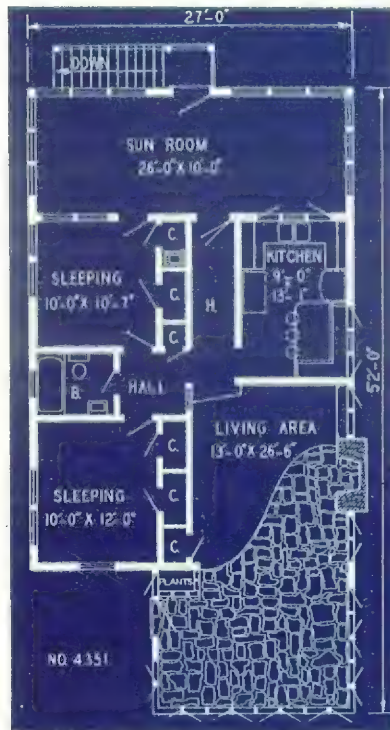 27'-0"
DOWN
SUN ROOM
26'-0" X 10'-0"
C.
KITCHEN
9'-0"
X
13'-1"
SLEEPING
10'-0" X 10'-7"
C.
H.
C.
52'-0"
B.
HALL
C.
LIVING AREA
13'-0" X 26'-6"
C.
SLEEPING
10'-0" X 12'-0"
C.
PLANTS
NO. 4351